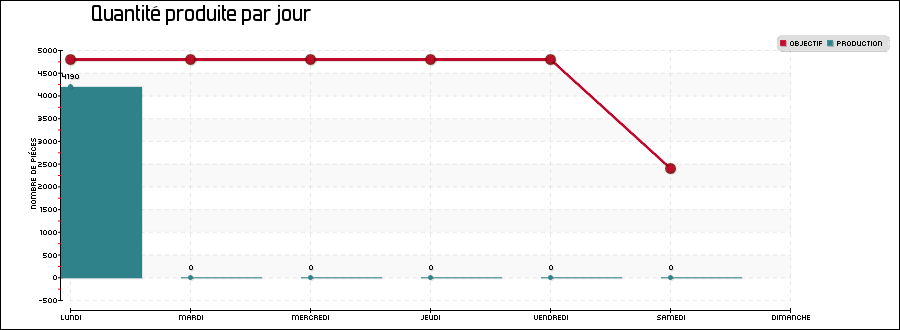 Quantité produite par jour
OBJECTIF PRODUCTION
5000
4500
4190
4000
3500
3000
2500
2000
1500
1000
500
0
-500
NOMBRE DE PIÈCES
0 0 0 0 0
LUNDI MARDI MERCREDI JEUDI VENDREDI SAMEDI DIMANCHE